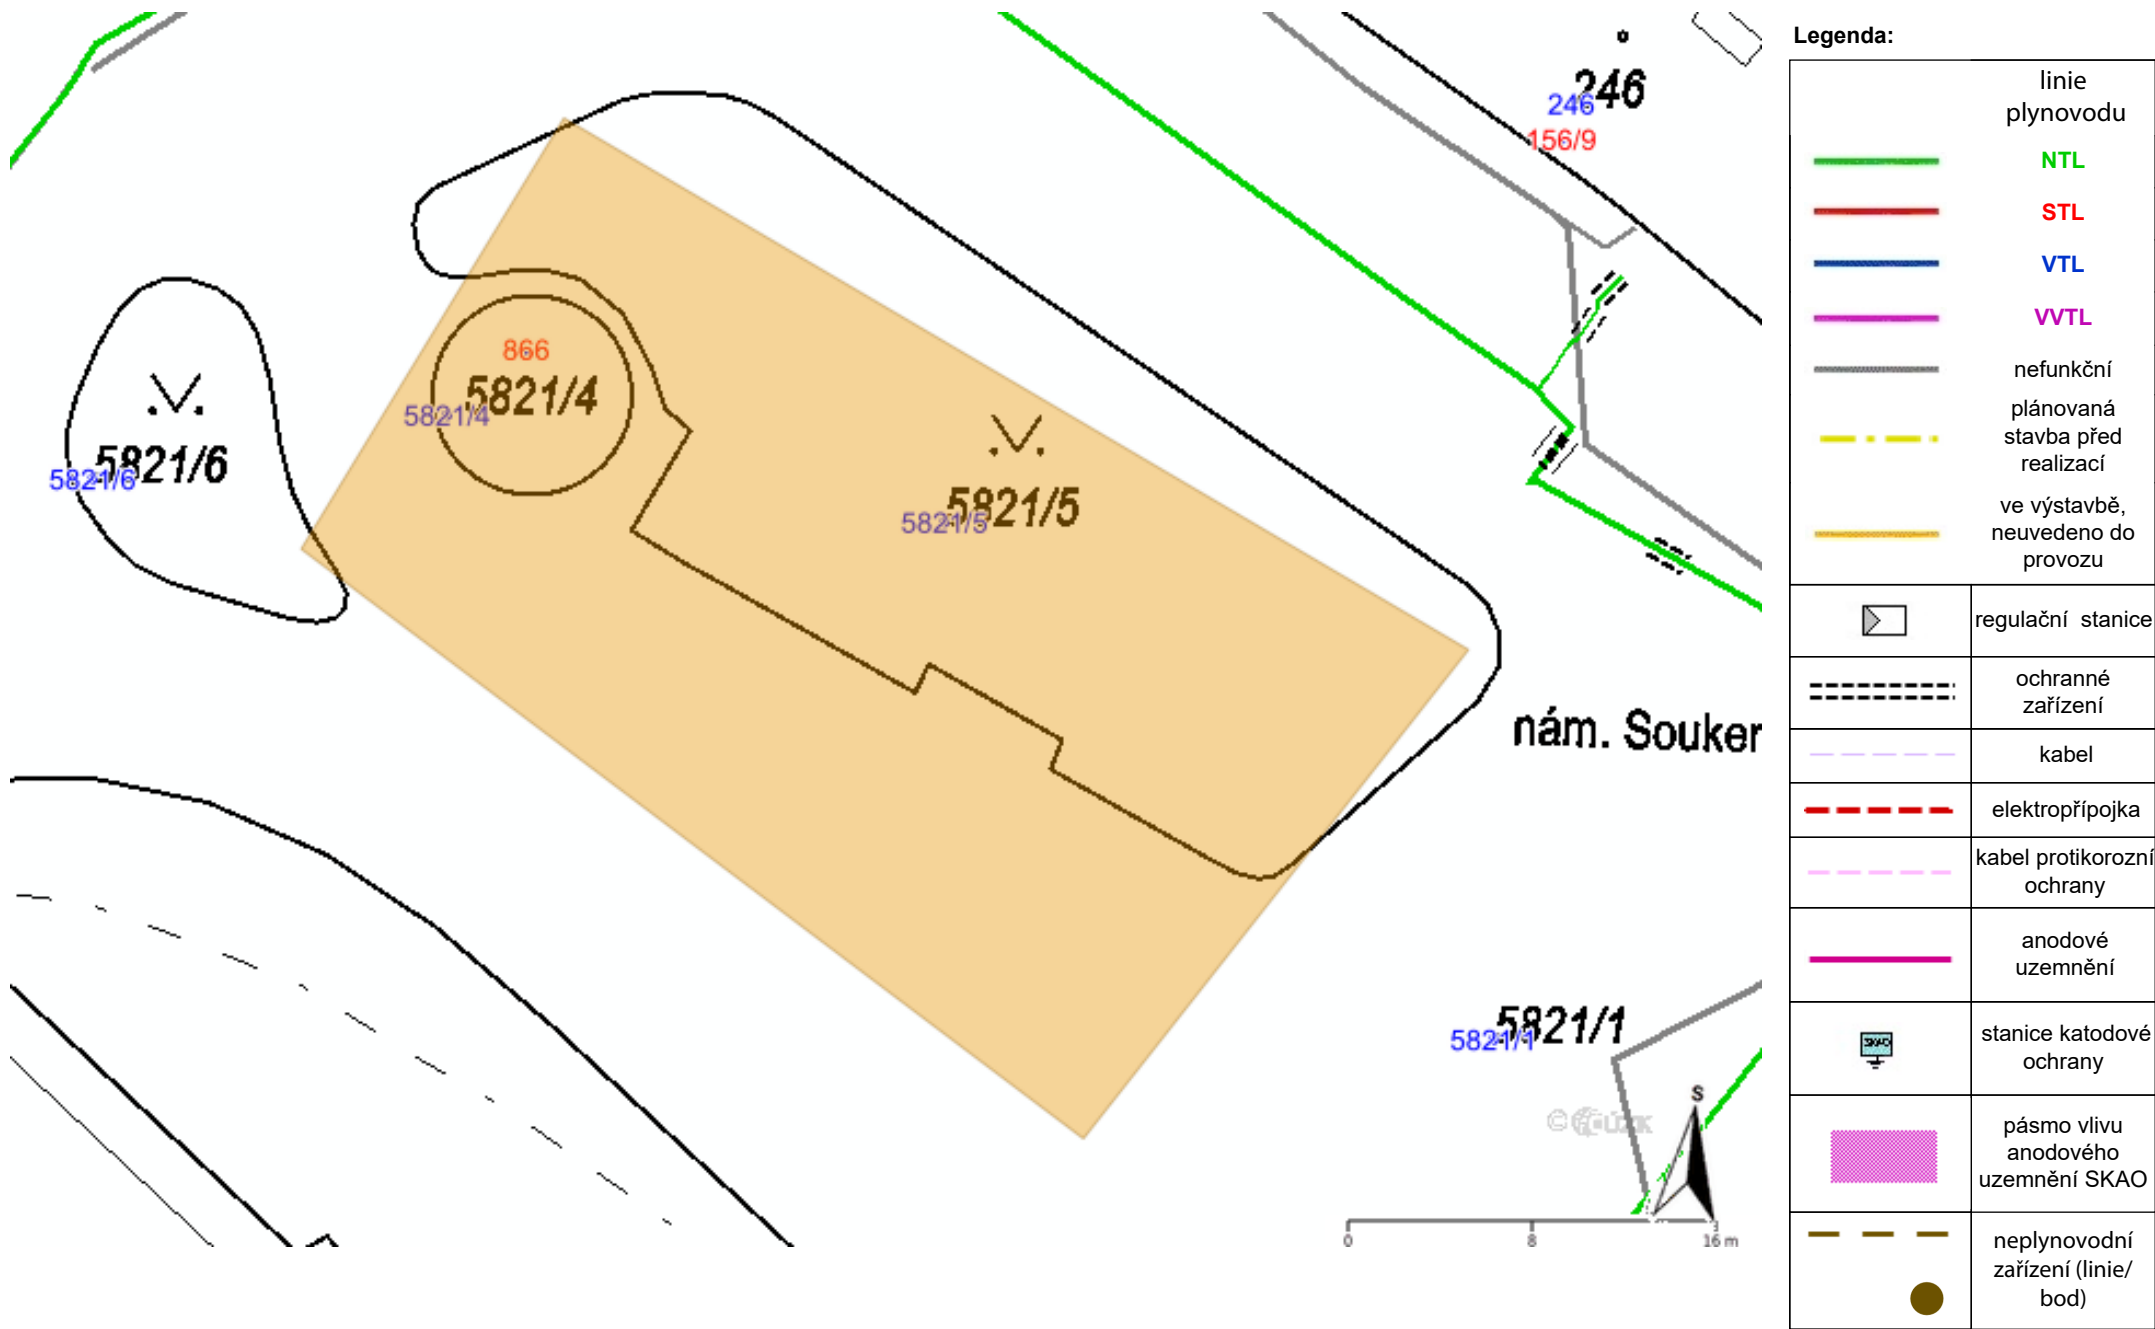 246
246
156/9
866
5821/4
5821/4
5821/6
5821/6
5821/5
5821/5
nám. Souker
5821/1
5821/1
S
0 8 16 m
Legenda:
linie
plynovodu
NTL
STL
VTL
VVTL
nefunkční
plánovaná
stavba před
realizací
ve výstavbě,
neuvedeno do
provozu
regulační stanice
ochranné
zařízení
kabel
elektropřípojka
kabel protikorozní
ochrany
anodové
uzemnění
SKAO
stanice katodové
ochrany
pásmo vlivu
anodového
uzemnění SKAO
neplynovodní
zařízení (linie/
bod)